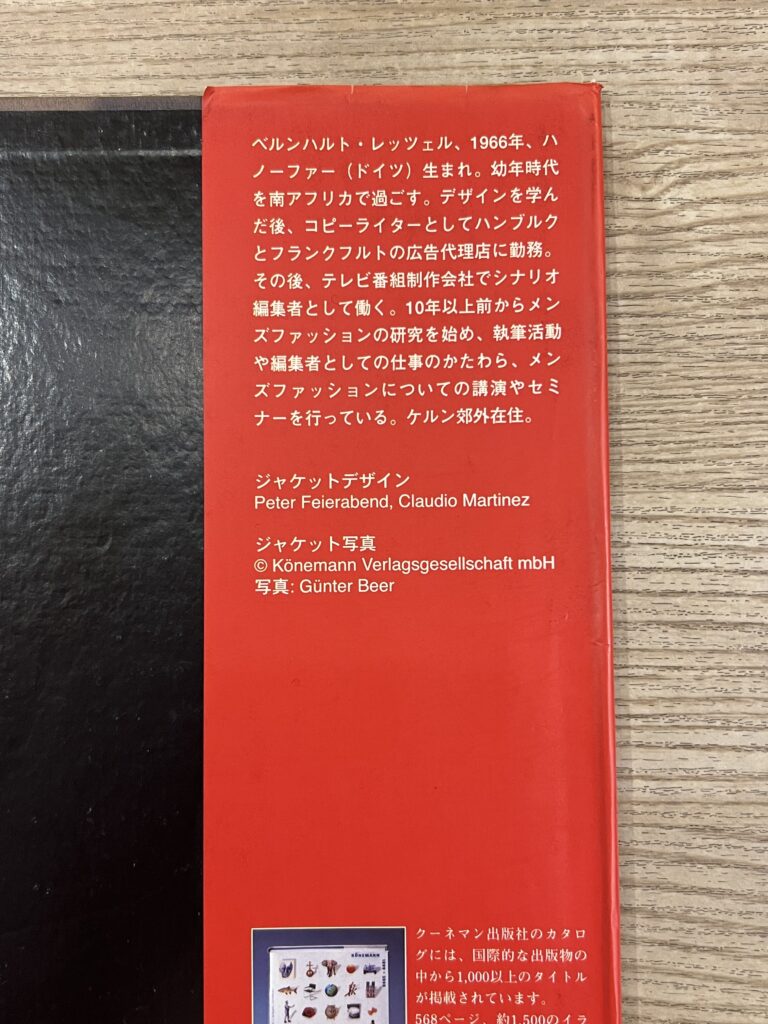 ベルンハルト・レッツェル、1966年、ハ
ノーファー（ドイツ）生まれ。幼年時代
を南アフリカで過ごす。デザインを学ん
だ後、コピーライターとしてハンブルク
とフランクフルトの広告代理店に勤務。
その後、テレビ番組制作会社でシナリオ
編集者として働く。10年以上前からメン
ズファッションの研究を始め、執筆活動
や編集者としての仕事のかたわら、メン
ズファッションについての講演やセミ
ナーを行っている。ケルン郊外在住。
ジャケットデザイン
Peter Feierabend, Claudio Martinez
ジャケット写真
© Könemann Verlagsgesellschaft mbH
写真: Günter Beer
KÖNEMANN
クーネマン出版社のカタロ
グには、国際的な出版物の
中から1,000以上のタイトル
が掲載されています。
568ページ、約1,500のイラ